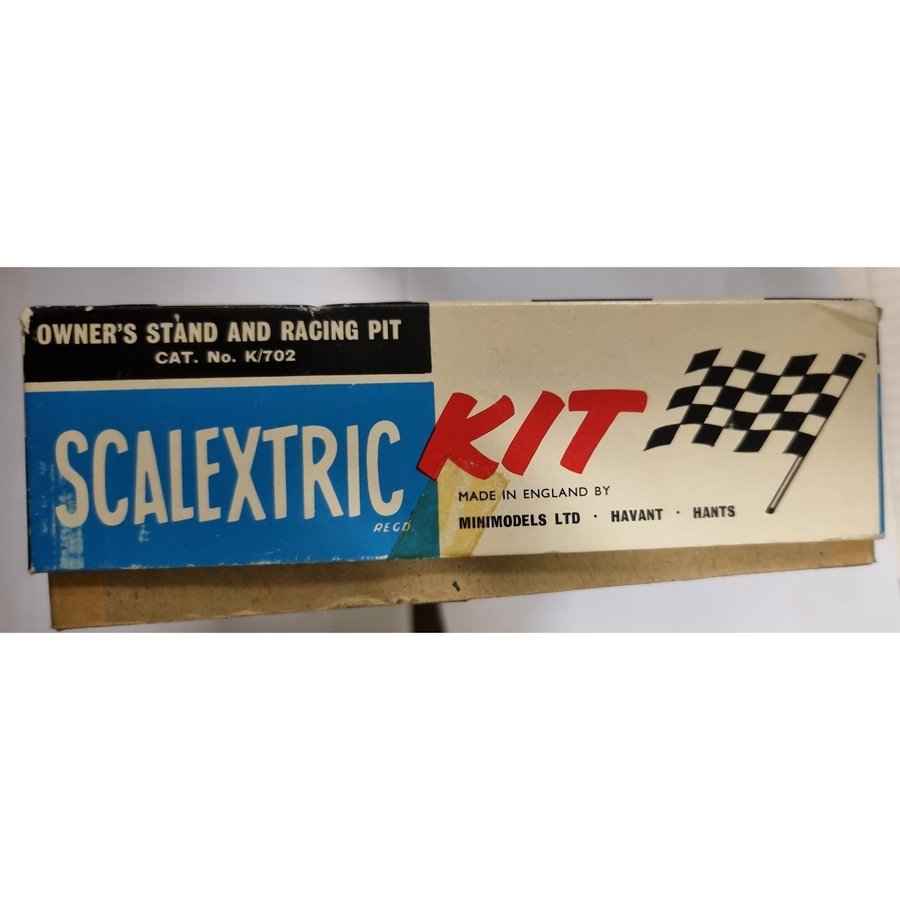 OWNER'S STAND AND RACING PIT
CAT. No. K/702
SCALEXTRIC
REGD.
KIT
MADE IN ENGLAND BY
MINIMODELS LTD · HAVANT · HANTS